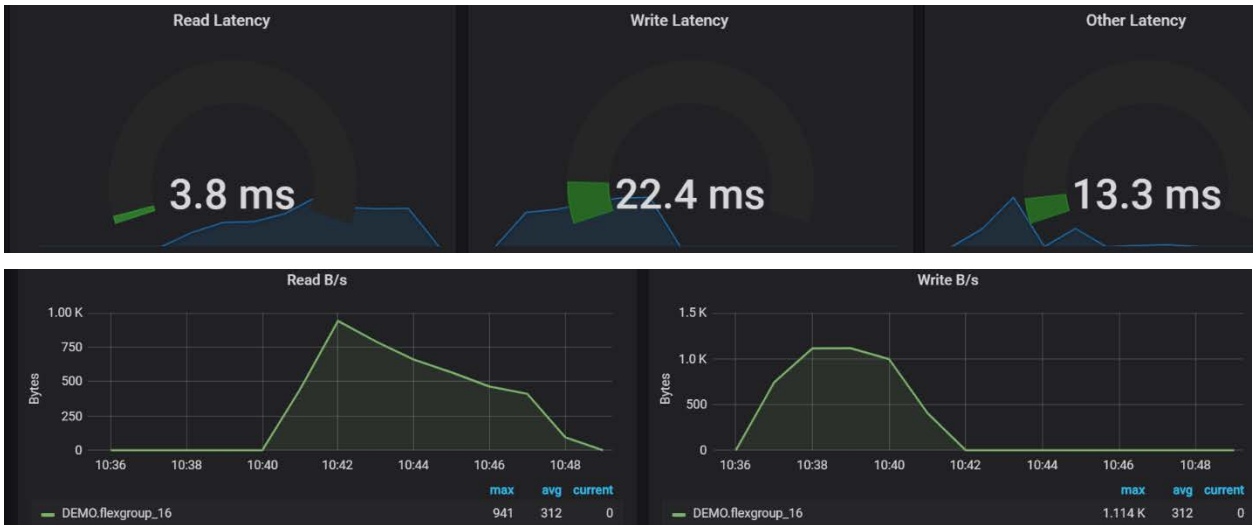 Read Latency
Write Latency
Other Latency
3.8 ms
22.4 ms
13.3 ms
Read B/s
1.00 K
750
500
250
0
Bytes
10:36 10:38 10:40 10:42 10:44 10:46 10:48
max avg current
DEMO.flexgroup_16 941 312 0
Write B/s
1.5 K
1.0 K
500
0
Bytes
10:36 10:38 10:40 10:42 10:44 10:46 10:48
max avg current
DEMO.flexgroup_16 1.114 K 312 0